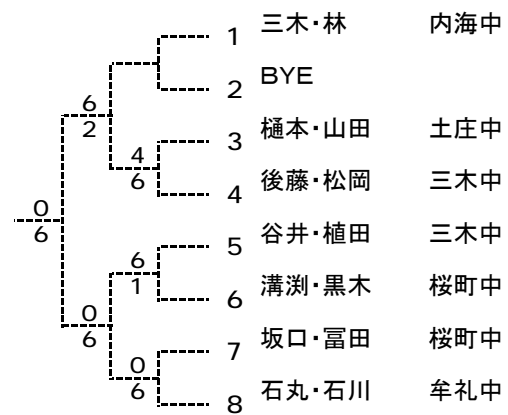 1 三木・林 内海中
2 BYE
3 樋本・山田 土庄中
4 後藤・松岡 三木中
5 谷井・植田 三木中
6 溝渕・黒木 桜町中
7 坂口・冨田 桜町中
8 石丸・石川 牟礼中
6
2
4
6
0
6
6
1
0
6
0
6